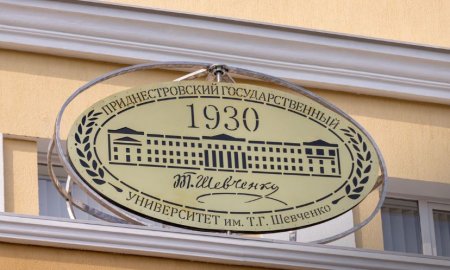 ПРИДНЕСТРОВСКИЙ ГОСУДАРСТВЕННЫЙ
1930
Т. Шевченко
УНИВЕРСИТЕТ им. Т.Г. Шевченко